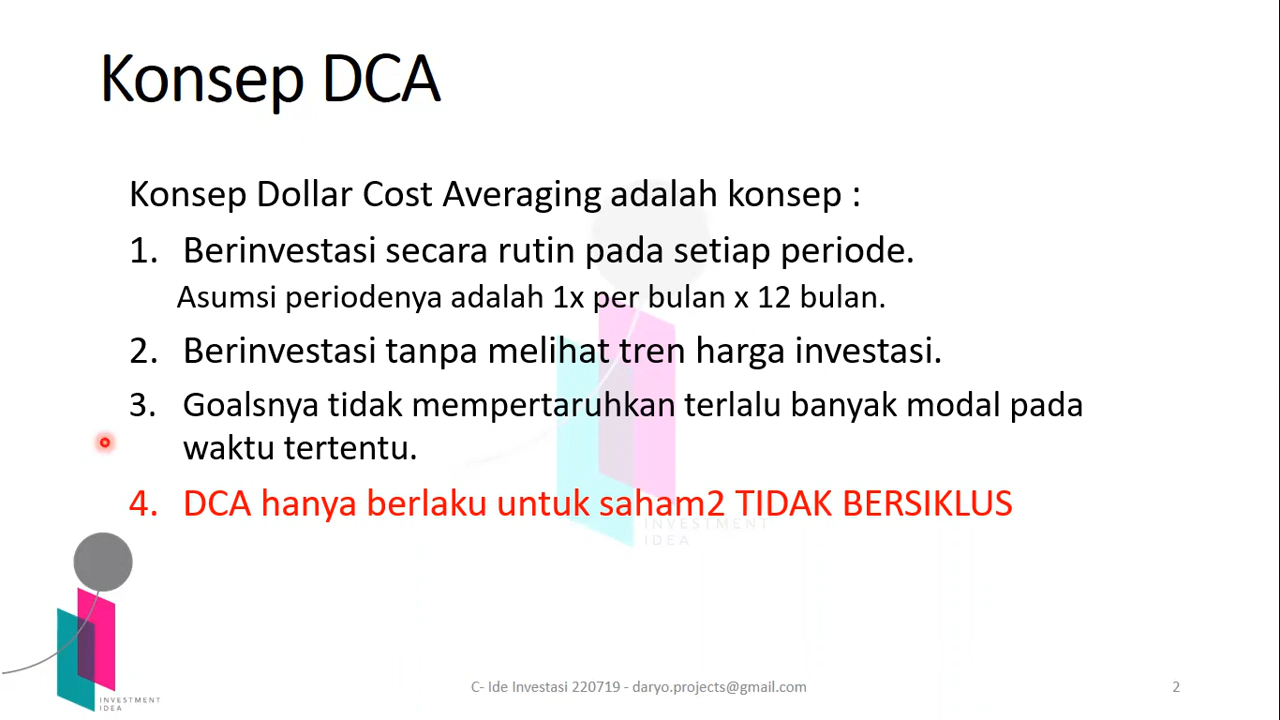 Konsep DCA
Konsep Dollar Cost Averaging adalah konsep :
1. Berinvestasi secara rutin pada setiap periode.
Asumsi periodenya adalah 1x per bulan x 12 bulan.
2. Berinvestasi tanpa melihat tren harga investasi.
3. Goalsnya tidak mempertaruhkan terlalu banyak modal pada
waktu tertentu.
4. DCA hanya berlaku untuk saham2 TIDAK BERSIKLUS
INVESTMENT
IDEA
INVESTMENT
IDEA
C- Ide Investasi 220719 - daryo.projects@gmail.com
2